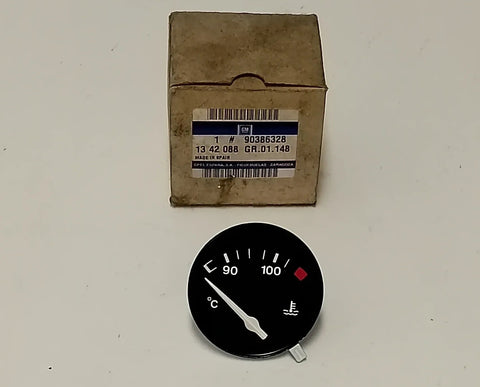 GM
1 # 90386328
13 42 088 GR.01.148
MADE IN SPAIN
OPEL ESPAÑA, S.A. FIGUERUELAS ZARAGOZA
90 100
°C